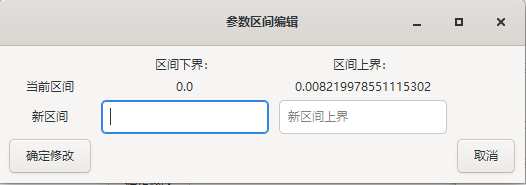 参数区间编辑
区间下界：
区间上界：
当前区间
0.0
0.008219978551115302
新区间
新区间上界
确定修改
取消